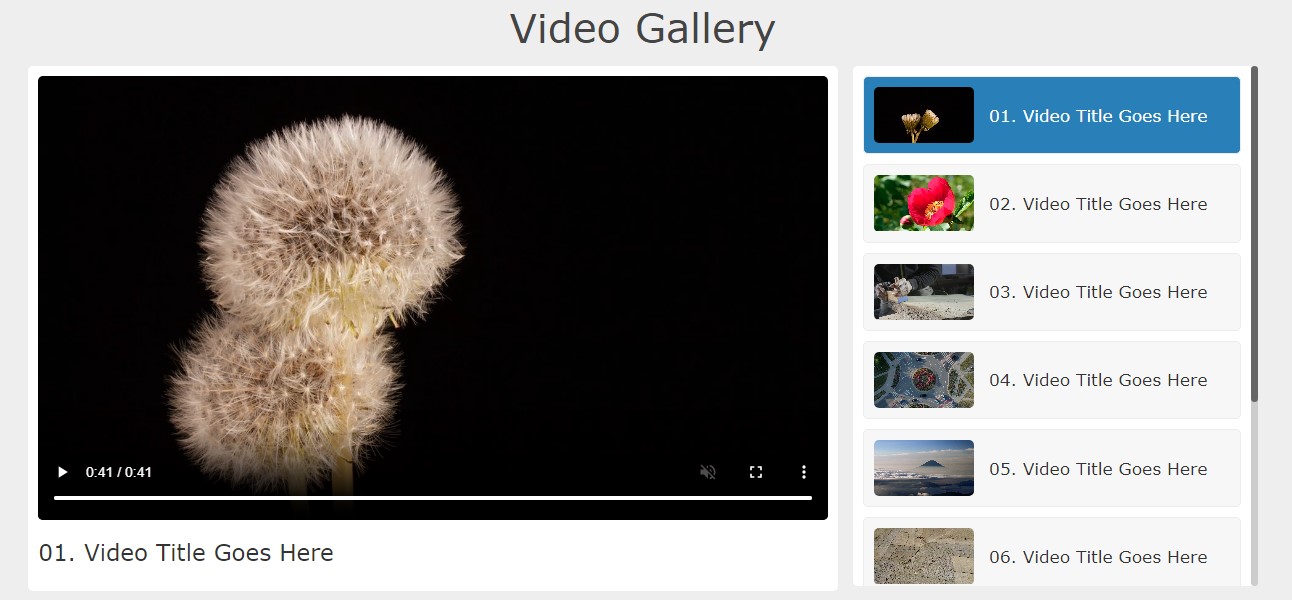 Video Gallery
0:41 / 0:41
01. Video Title Goes Here
01. Video Title Goes Here
02. Video Title Goes Here
03. Video Title Goes Here
04. Video Title Goes Here
05. Video Title Goes Here
06. Video Title Goes Here